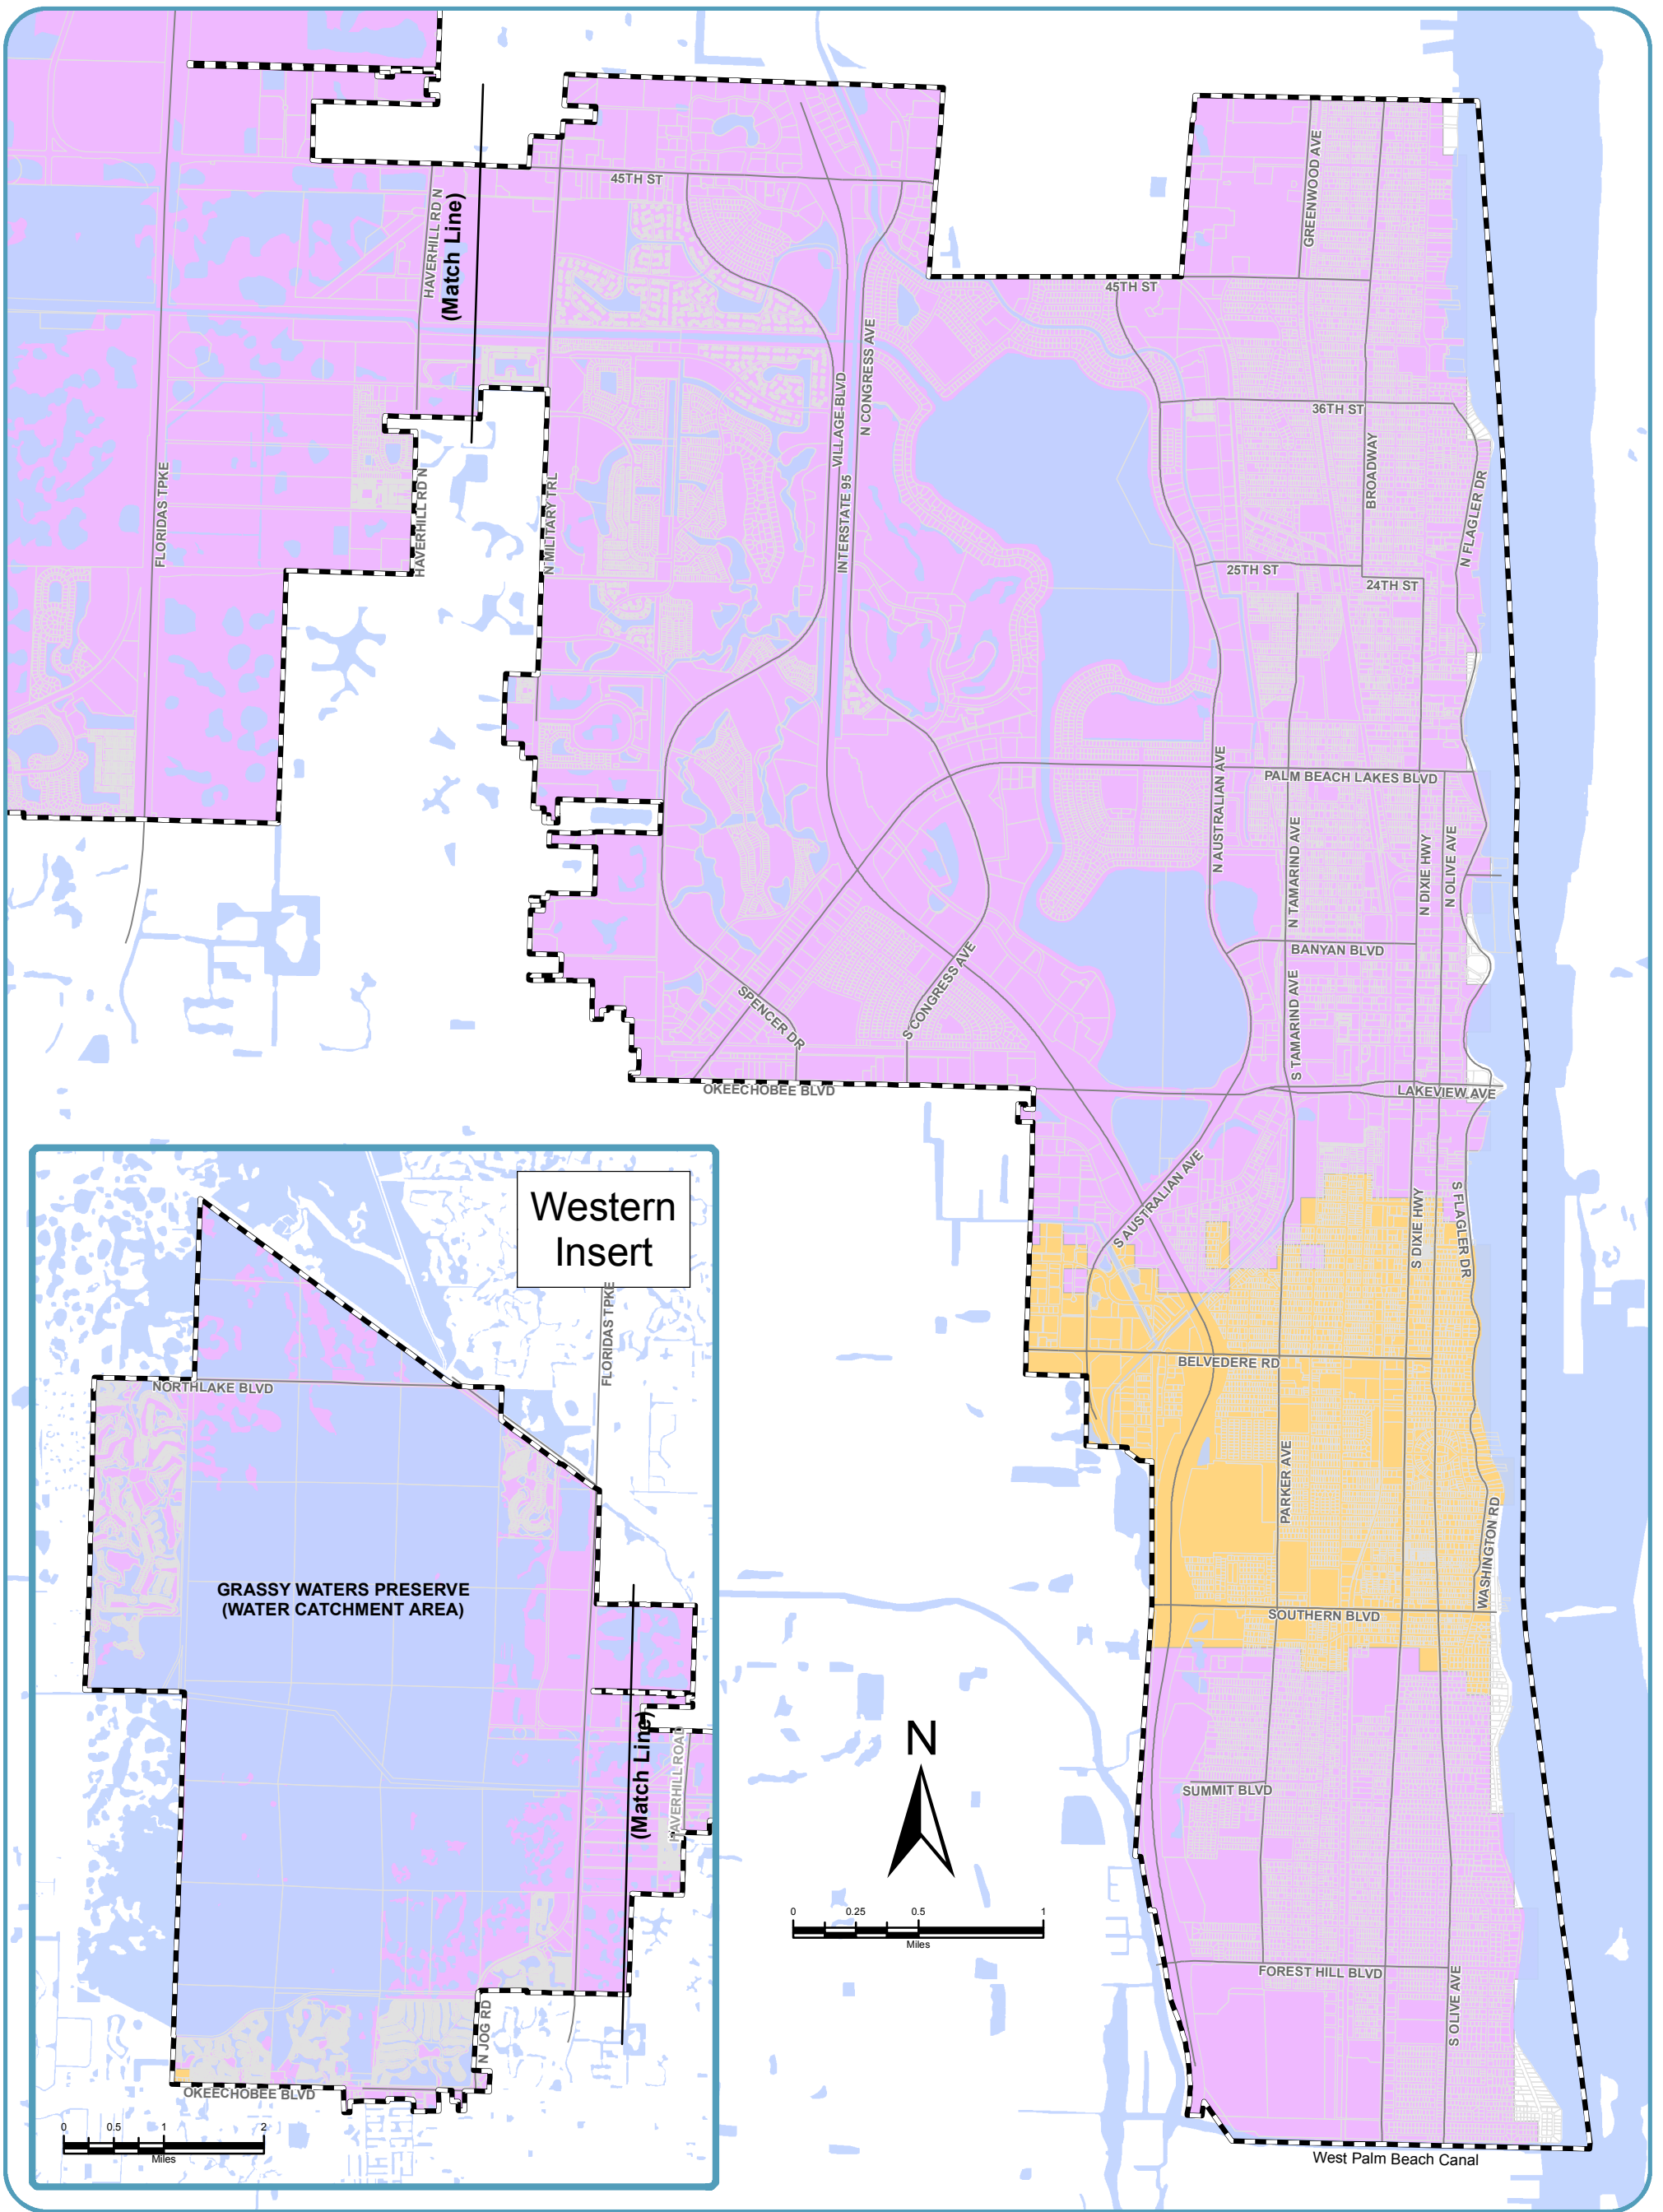 GREENWOOD AVE
45TH ST
HAVERHILL RD N
(Match Line)
45TH ST
N CONGRESS AVE
VILLAGE BLVD
36TH ST
BROADWAY
FLORIDAS TPKE
HAVERHILL RD N
N MILITARY TRL
INTERSTATE 95
N FLAGLER DR
25TH ST
24TH ST
PALM BEACH LAKES BLVD
N AUSTRALIAN AVE
N TAMARIND AVE
N DIXIE HWY
N OLIVE AVE
BANYAN BLVD
SPENCER DR
S CONGRESS AVE
S TAMARIND AVE
OKEECHOBEE BLVD
LAKEVIEW AVE
S AUSTRALIAN AVE
S DIXIE HWY
S FLAGLER DR
Western
Insert
FLORIDAS TPKE
NORTHLAKE BLVD
BELVEDERE RD
PARKER AVE
WASHINGTON RD
GRASSY WATERS PRESERVE
(WATER CATCHMENT AREA)
SOUTHERN BLVD
(Match Line)
HAVERHILL ROAD
N
SUMMIT BLVD
0 0.25 0.5 1
Miles
FOREST HILL BLVD
S OLIVE AVE
N JOG RD
OKEECHOBEE BLVD
0 0.5 1 2
Miles
West Palm Beach Canal